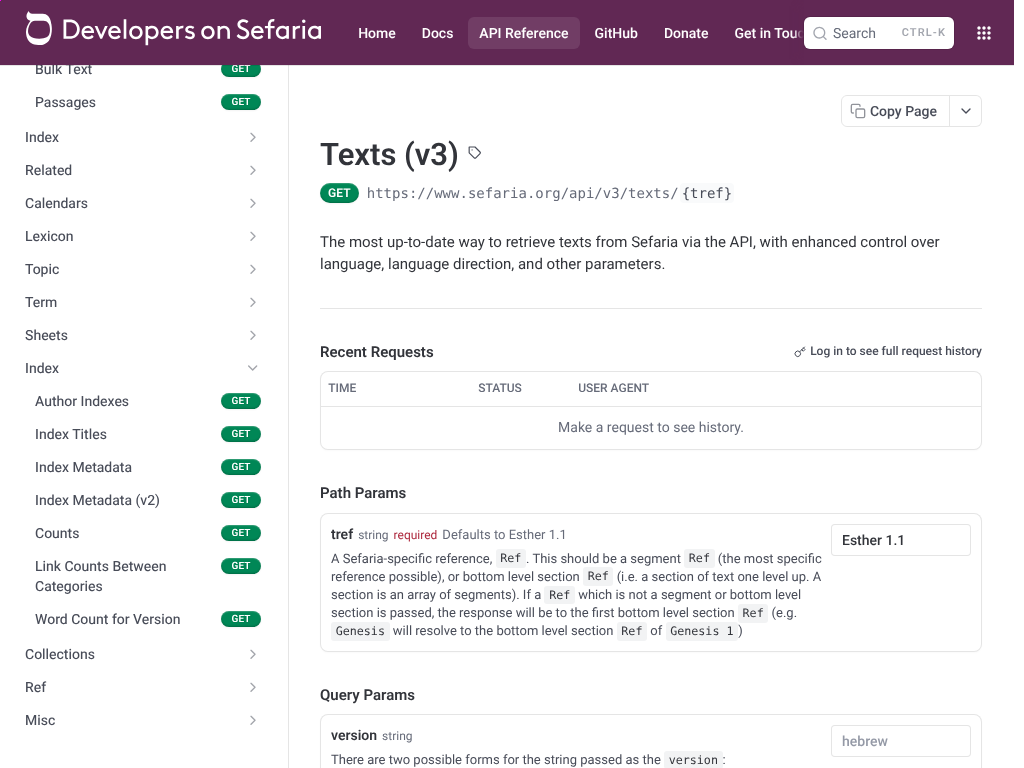 Developers on Sefaria
Home
Docs
API Reference
GitHub
Donate
Get in Touc
Search CTRL-K
Bulk Text GET
Passages GET
Index
Related
Calendars
Lexicon
Topic
Term
Sheets
Index
Author Indexes GET
Index Titles GET
Index Metadata GET
Index Metadata (v2) GET
Counts GET
Link Counts Between GET
Categories
Word Count for Version GET
Collections
Ref
Misc
Copy Page
Texts (v3)
GET https://www.sefaria.org/api/v3/texts/{tref}
The most up-to-date way to retrieve texts from Sefaria via the API, with enhanced control over
language, language direction, and other parameters.
Recent Requests
Log in to see full request history
TIME STATUS USER AGENT
Make a request to see history.
Path Params
tref string required Defaults to Esther 1.1
Esther 1.1
A Sefaria-specific reference, Ref. This should be a segment Ref (the most specific
reference possible), or bottom level section Ref (i.e. a section of text one level up. A
section is an array of segments). If a Ref which is not a segment or bottom level
section is passed, the response will be to the first bottom level section Ref (e.g.
Genesis will resolve to the bottom level section Ref of Genesis 1)
Query Params
version string
hebrew
There are two possible forms for the string passed as the version: